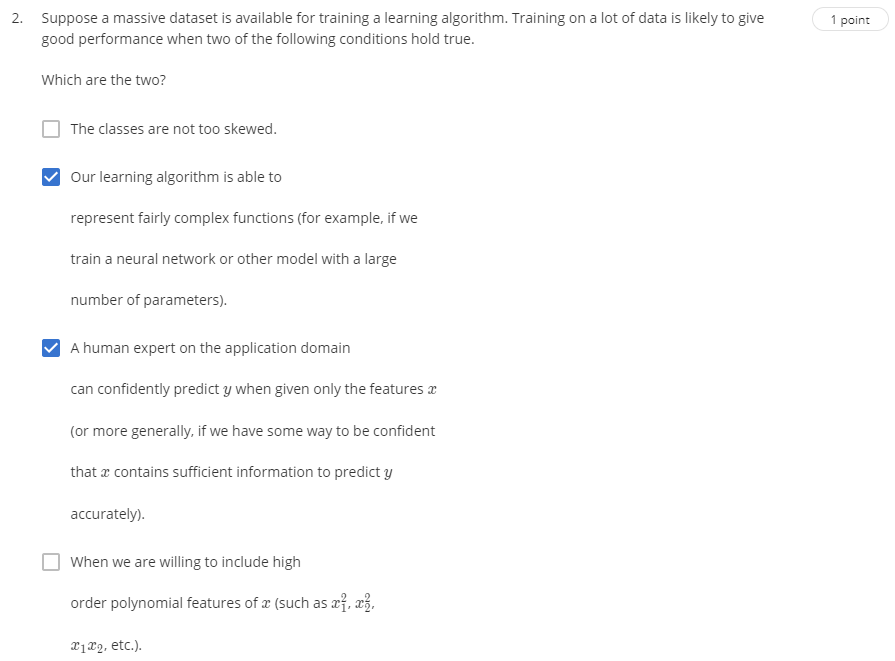 2. Suppose a massive dataset is available for training a learning algorithm. Training on a lot of data is likely to give
1 point
good performance when two of the following conditions hold true.
Which are the two?
The classes are not too skewed.
Our learning algorithm is able to
represent fairly complex functions (for example, if we
train a neural network or other model with a large
number of parameters).
A human expert on the application domain
can confidently predict y when given only the features x
(or more generally, if we have some way to be confident
that x contains sufficient information to predict y
accurately).
When we are willing to include high
order polynomial features of x (such as x₁², x₂²,
x₁x₂, etc.).